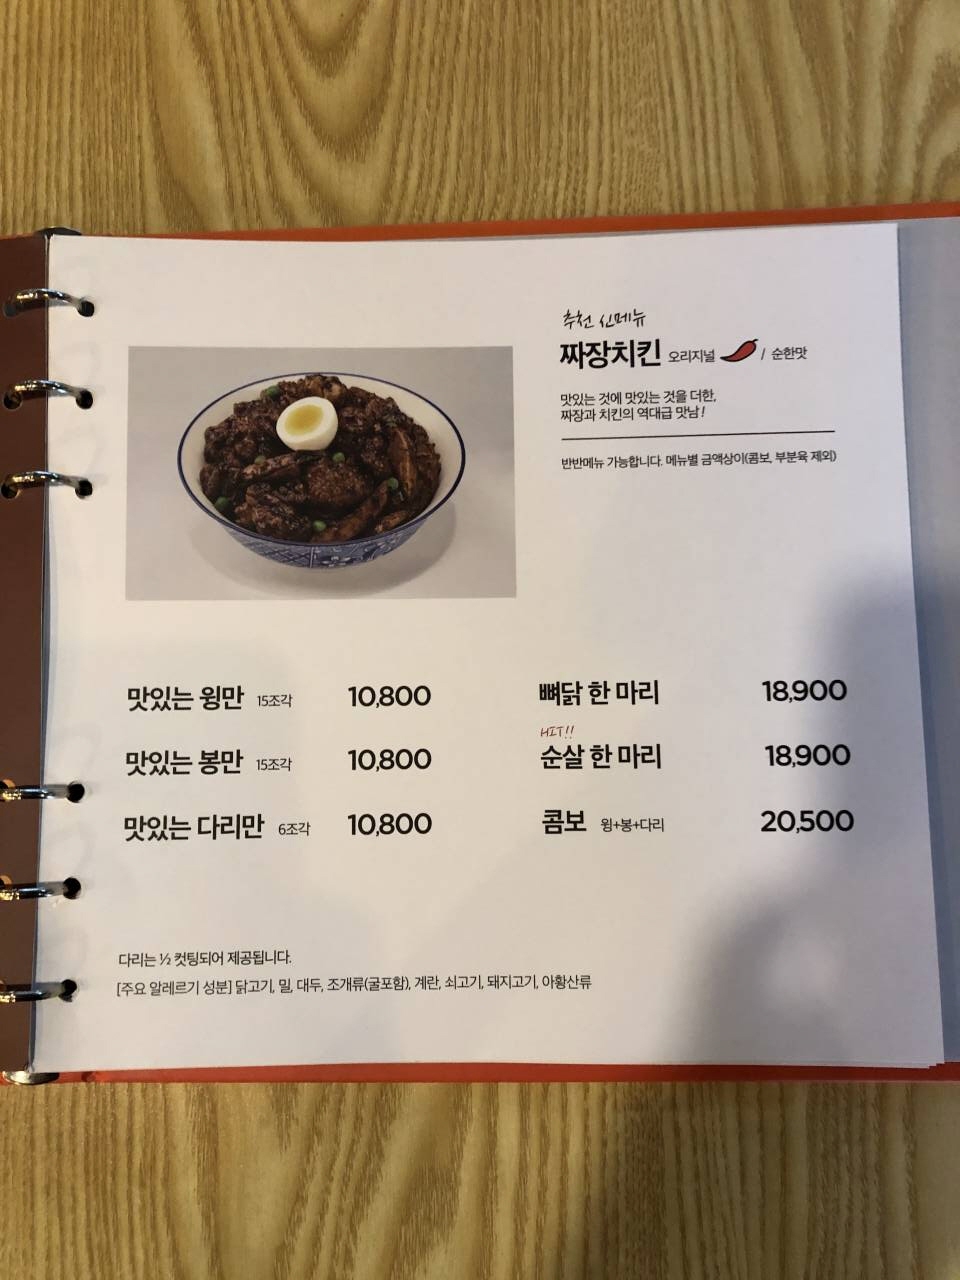 추천 신메뉴
짜장치킨 오리지널 / 순한맛
맛있는 것에 맛있는 것을 더한,
짜장과 치킨의 역대급 맛남!
반반메뉴 가능합니다. 메뉴별 금액상이(콤보, 부분육 제외)
맛있는 윙만 15조각 10,800
맛있는 봉만 15조각 10,800
맛있는 다리만 6조각 10,800
뼈닭 한 마리 18,900
HIT!!
순살 한 마리 18,900
콤보 윙+봉+다리 20,500
다리는 ½ 컷팅되어 제공됩니다.
[주요 알레르기 성분] 닭고기, 밀, 대두, 조개류(굴포함), 계란, 쇠고기, 돼지고기, 아황산류